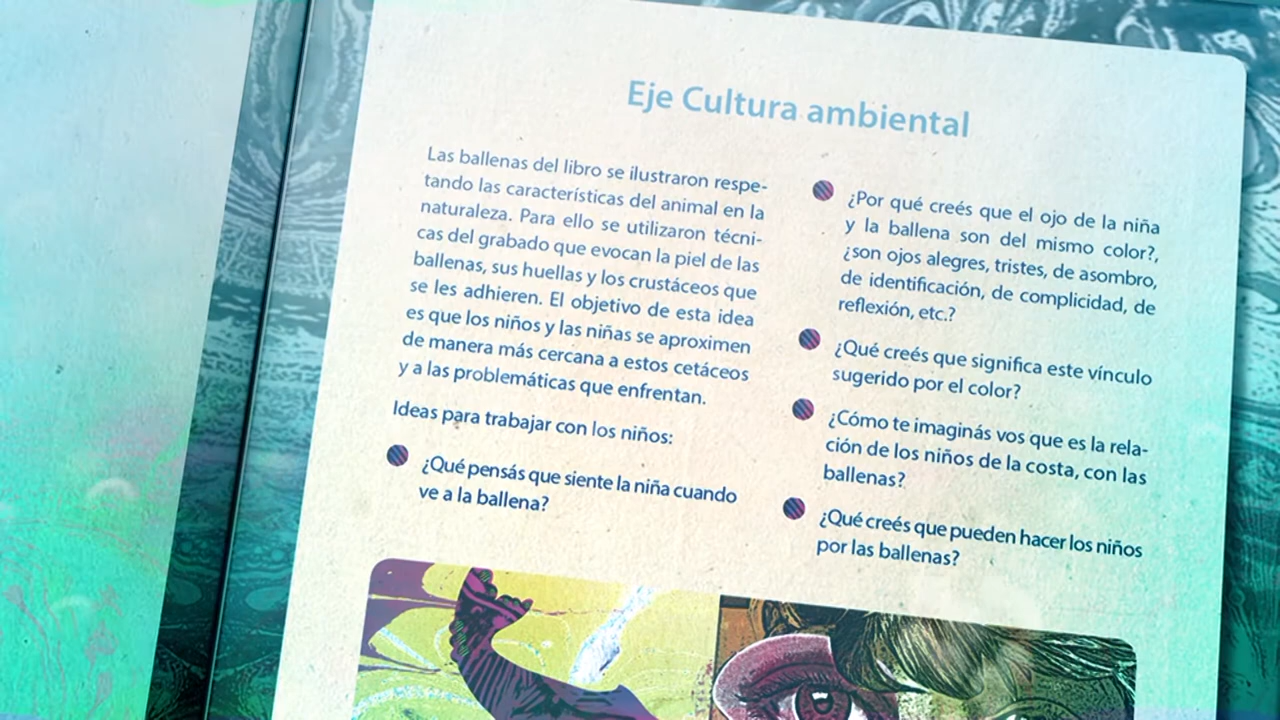 Eje Cultura ambiental
Las ballenas del libro se ilustraron respe-
tando las características del animal en la
naturaleza. Para ello se utilizaron técni-
cas del grabado que evocan la piel de las
ballenas, sus huellas y los crustáceos que
se les adhieren. El objetivo de esta idea
es que los niños y las niñas se aproximen
de manera más cercana a estos cetáceos
y a las problemáticas que enfrentan.
Ideas para trabajar con los niños:
¿Qué pensás que siente la niña cuando
ve a la ballena?
¿Por qué creés que el ojo de la niña
y la ballena son del mismo color?,
¿son ojos alegres, tristes, de asombro,
de identificación, de complicidad, de
reflexión, etc.?
¿Qué creés que significa este vínculo
sugerido por el color?
¿Cómo te imaginás vos que es la rela-
ción de los niños de la costa, con las
ballenas?
¿Qué creés que pueden hacer los niños
por las ballenas?